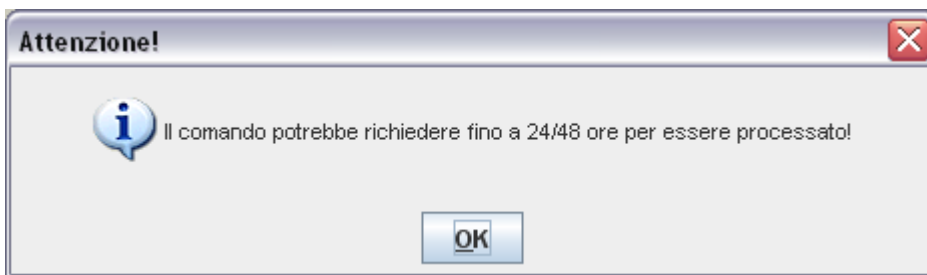 Attenzione!
Il comando potrebbe richiedere fino a 24/48 ore per essere processato!
OK